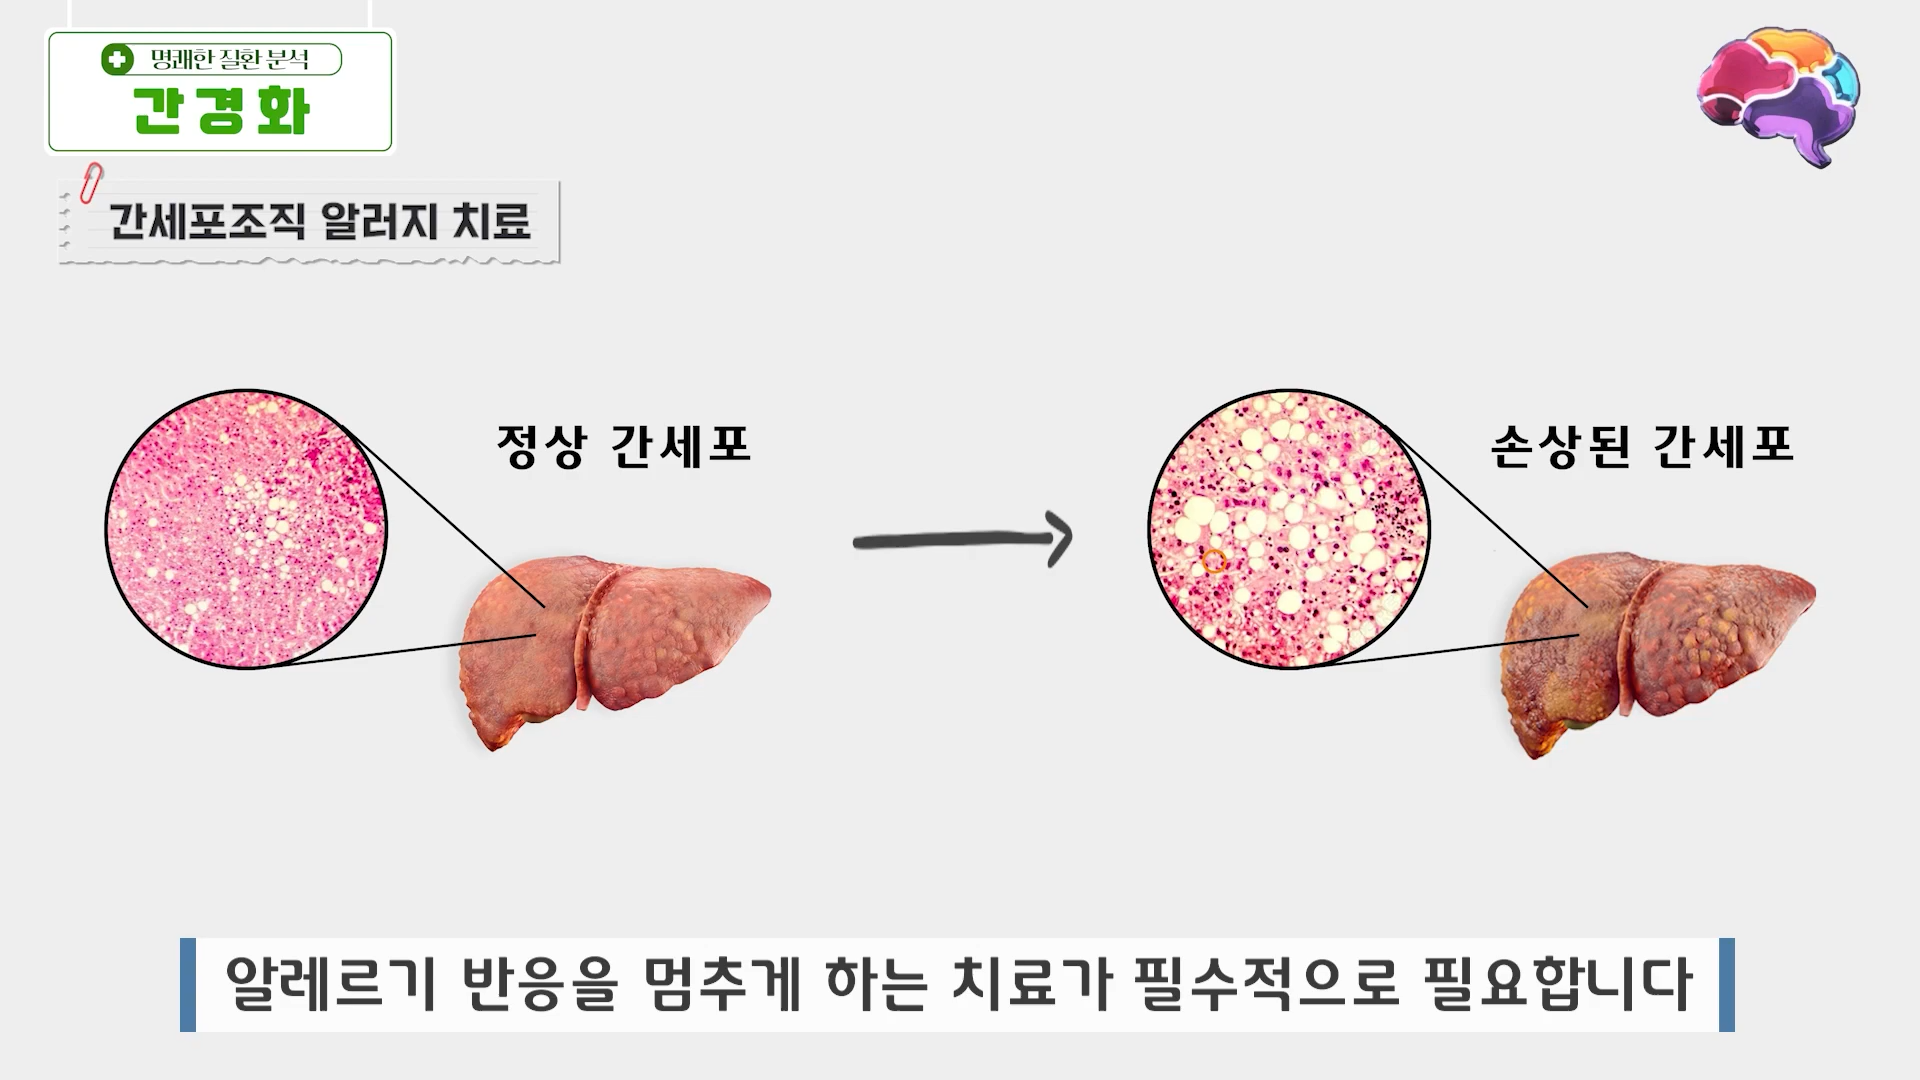 명쾌한 질환 분석
간경화
간세포조직 알러지 치료
정상 간세포
손상된 간세포
알레르기 반응을 멈추게 하는 치료가 필수적으로 필요합니다